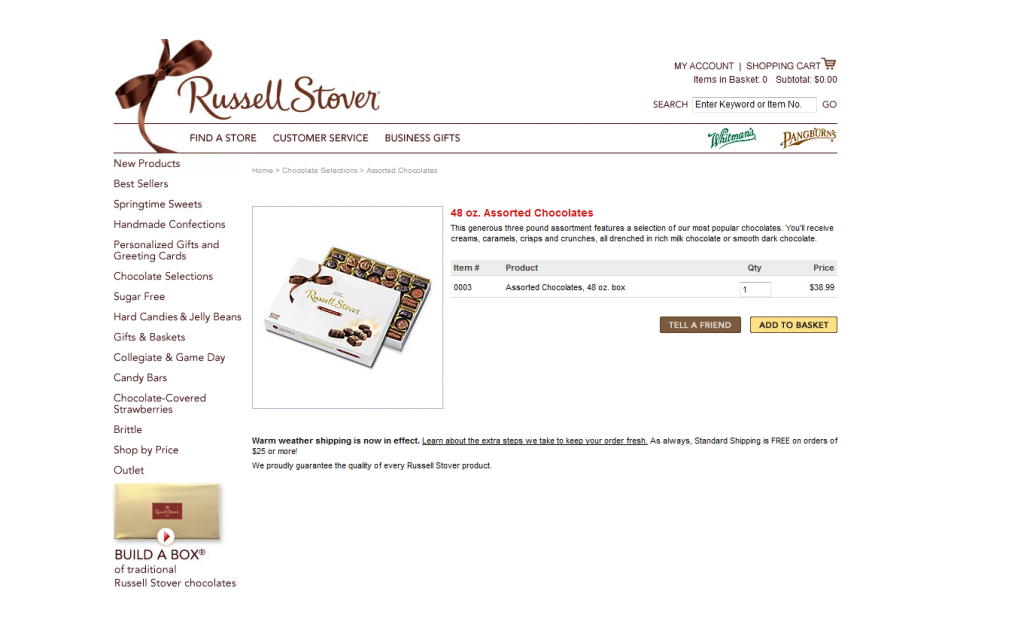 MY ACCOUNT | SHOPPING CART
Items in Basket: 0 Subtotal: $0.00
Russell Stover
SEARCH Enter Keyword or Item No. GO
FIND A STORE CUSTOMER SERVICE BUSINESS GIFTS Whitman's PANGBURN'S
New Products
Best Sellers
Springtime Sweets
Handmade Confections
Personalized Gifts and
Greeting Cards
Chocolate Selections
Sugar Free
Hard Candies & Jelly Beans
Gifts & Baskets
Collegiate & Game Day
Candy Bars
Chocolate-Covered
Strawberries
Brittle
Shop by Price
Outlet
Russell Stover
BUILD A BOX®
of traditional
Russell Stover chocolates
Home > Chocolate Selections > Assorted Chocolates
Russell Stover
48 oz. Assorted Chocolates
This generous three pound assortment features a selection of our most popular chocolates. You'll receive
creams, caramels, crisps and crunches, all drenched in rich milk chocolate or smooth dark chocolate.
Item # Product Qty Price
0003 Assorted Chocolates, 48 oz. box 1 $38.99
TELL A FRIEND ADD TO BASKET
Warm weather shipping is now in effect. Learn about the extra steps we take to keep your order fresh. As always, Standard Shipping is FREE on orders of
$25 or more!
We proudly guarantee the quality of every Russell Stover product.